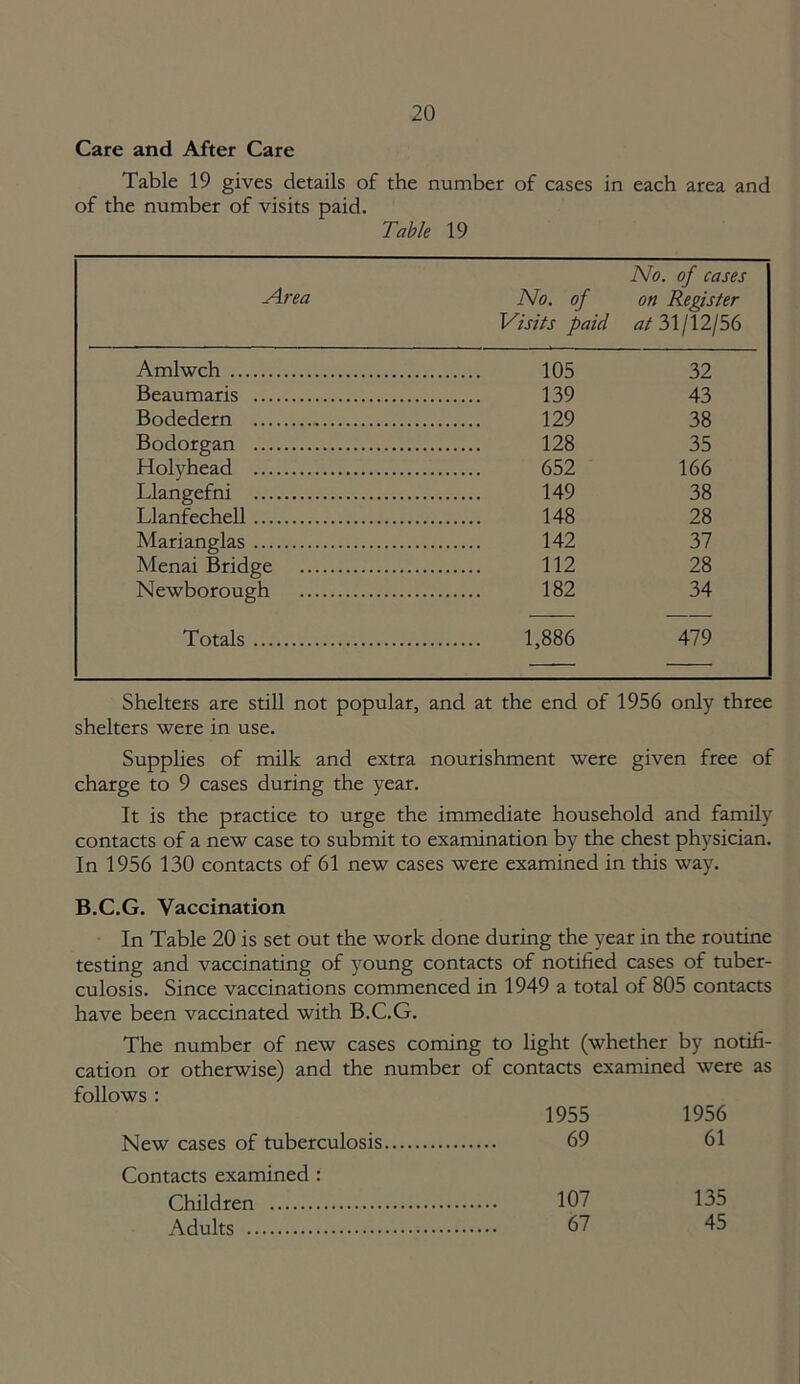 20
Care and After Care
Table 19 gives details of the number of cases in each area and
of the number of visits paid.
Table 19
Area No. of Visits paid No. of cases on Register at 31/12/56
Amlwch ........ 105 32
Beaumaris ........ 139 43
Bodedern ........ 129 38
Bodorgan ........ 128 35
Holyhead ........ 652 166
Llangefni ........ 149 38
Llanfechell ........ 148 28
Marianglas ........ 142 37
Menai Bridge ........ 112 28
Newborough ........ 182 34
Totals ........ 1,886 479
Shelters are still not popular, and at the end of 1956 only three
shelters were in use.
Supplies of milk and extra nourishment were given free of
charge to 9 cases during the year.
It is the practice to urge the immediate household and family
contacts of a new case to submit to examination by the chest physician.
In 1956 130 contacts of 61 new cases were examined in this way.
B.C.G. Vaccination
In Table 20 is set out the work done during the year in the routine
testing and vaccinating of young contacts of notified cases of tuber-
culosis. Since vaccinations commenced in 1949 a total of 805 contacts
have been vaccinated with B.C.G.
The number of new cases coming to light (whether by notifi-
cation or otherwise) and the number of contacts examined were as
follows :
1955 1956
New cases of tuberculosis ........ 69 61
Contacts examined :
Children ........ 107 135
Adults ........ 67 45